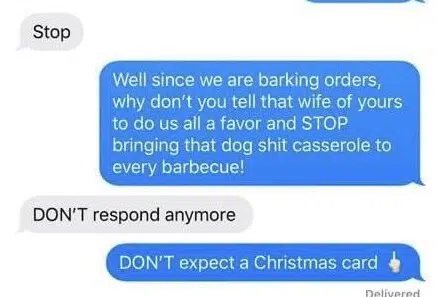 Stop
Well since we are barking orders,
why don’t you tell that wife of yours
to do us all a favor and STOP
bringing that dog shit casserole to
every barbecue!
DON’T respond anymore
DON’T expect a Christmas card 🖕🏻
Delivered